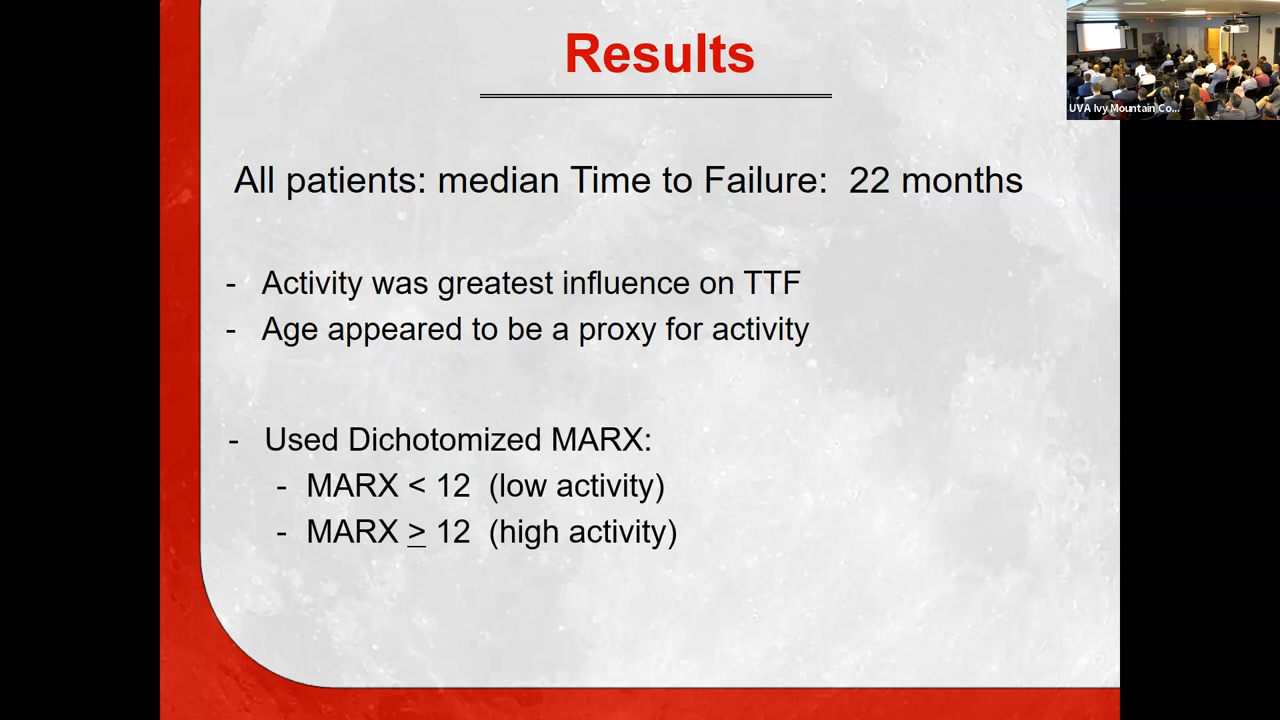 Results
UVA Ivy Mountain Co...
All patients: median Time to Failure:  22 months
- Activity was greatest influence on TTF
- Age appeared to be a proxy for activity
- Used Dichotomized MARX:
- MARX < 12  (low activity)
- MARX ≥ 12  (high activity)